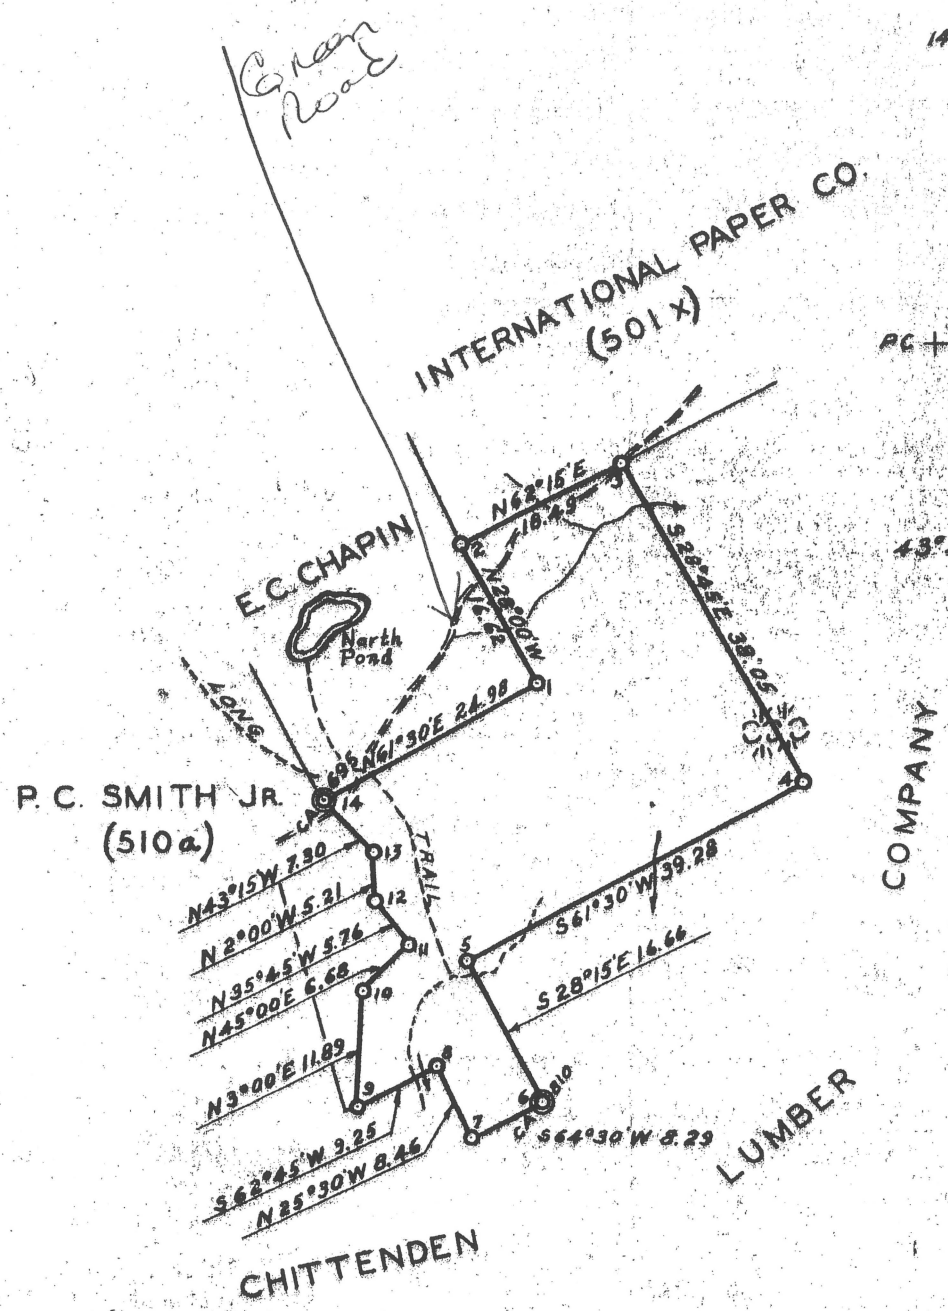 Green
Road
14
INTERNATIONAL PAPER CO.
(501 X)
PC +
N62°15'E
18.49
3
E.C. CHAPIN
2
N28°00'W
16.62
S28°45'E 38.05
43°
North
Pond
LONG
TRAIL
1
N61°30'E 24.98
P. C. SMITH JR.
(510a)
14
4
COMPANY
N43°15'W 7.30
13
N2°00'W 5.21
12
N35°45'W 5.76
11
N45°00'E 6.68
10
S61°30'W 39.28
5
S28°15'E 16.66
N3°00'E 11.89
9
8
6
7
S64°30'W 8.29
S62°45'W 9.25
N25°30'W 8.46
LUMBER
CHITTENDEN